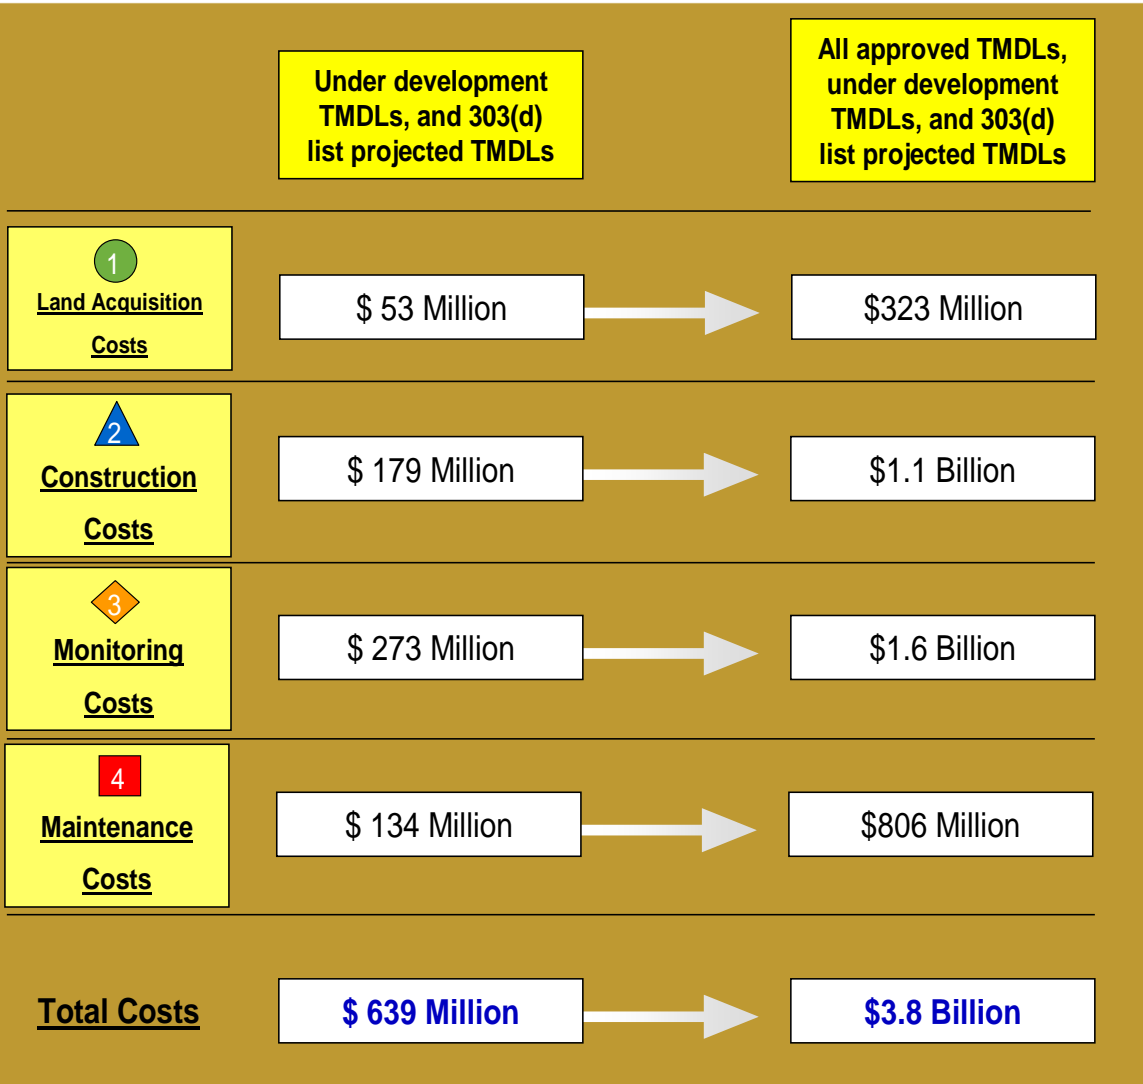 Under development
TMDLs, and 303(d)
list projected TMDLs
All approved TMDLs,
under development
TMDLs, and 303(d)
list projected TMDLs
1
Land Acquisition
Costs
$ 53 Million
$323 Million
2
Construction
Costs
$ 179 Million
$1.1 Billion
3
Monitoring
Costs
$ 273 Million
$1.6 Billion
4
Maintenance
Costs
$ 134 Million
$806 Million
Total Costs
$ 639 Million
$3.8 Billion